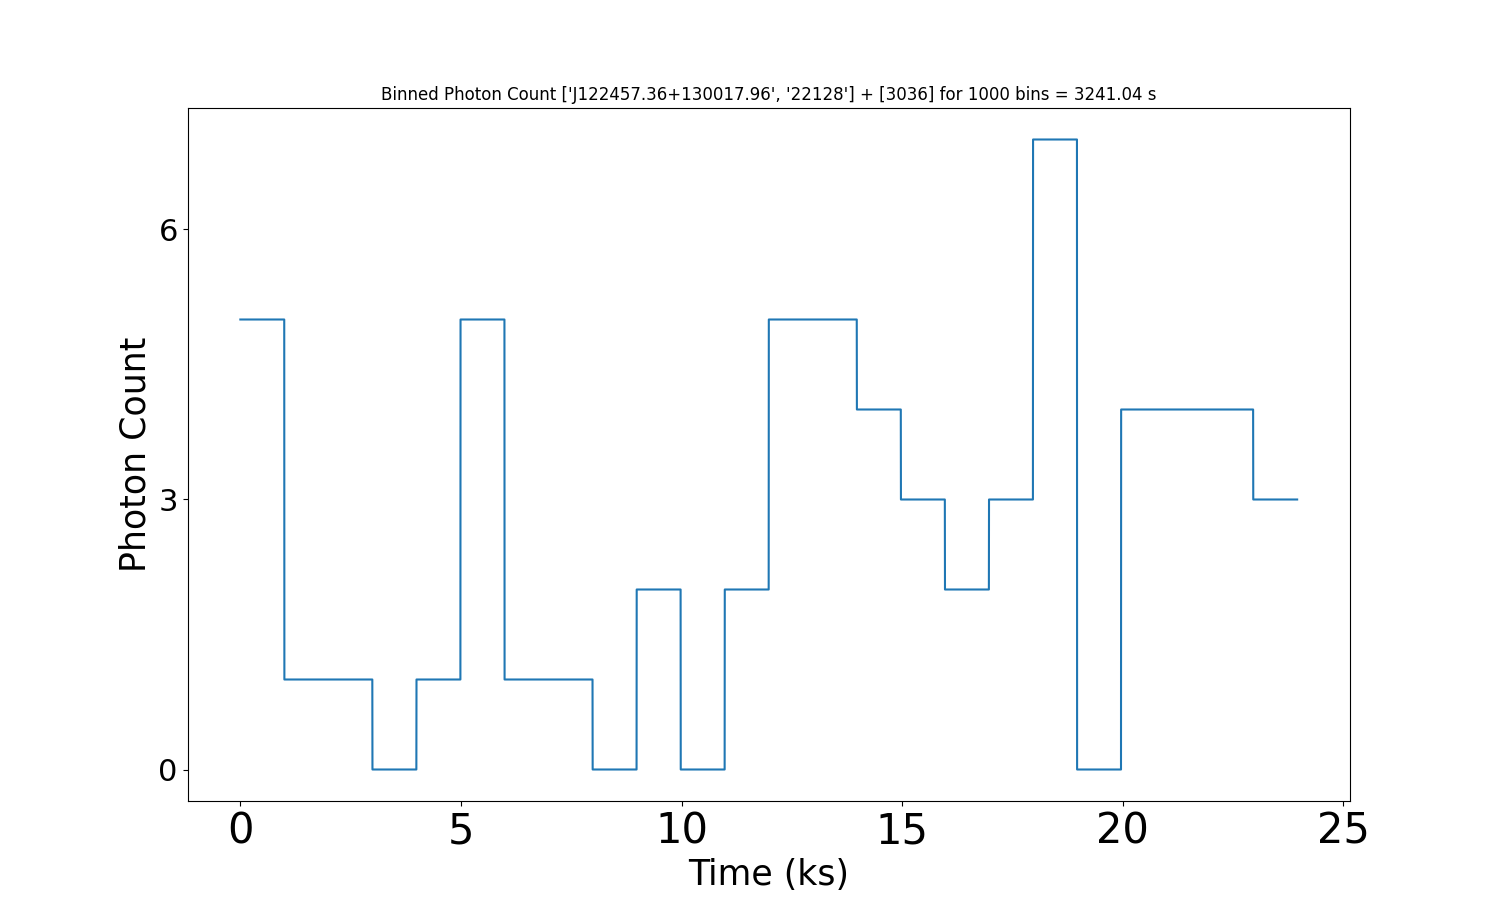 Binned Photon Count ['J122457.36+130017.96', '22128'] + [3036] for 1000 bins = 3241.04 s
6
3
0
Photon Count
0 5 10 15 20 25
Time (ks)